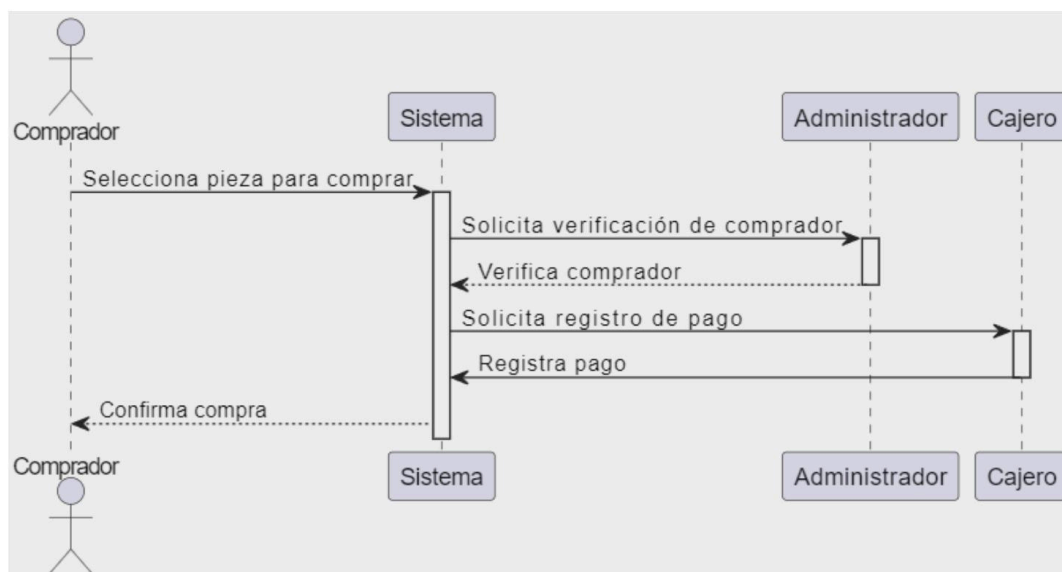 Comprador
Sistema
Administrador
Cajero
Selecciona pieza para comprar
Solicita verificación de comprador
Verifica comprador
Solicita registro de pago
Registra pago
Confirma compra
Comprador
Sistema
Administrador
Cajero